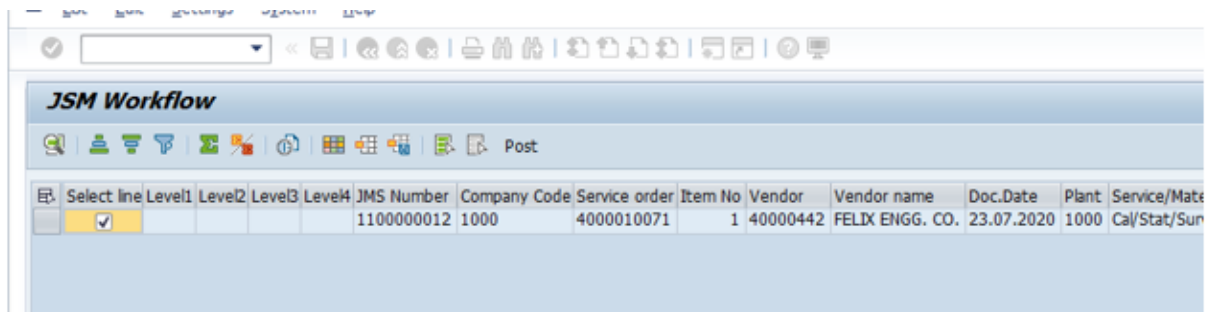 JSM Workflow
Post
Select line Level1 Level2 Level3 Level4 JMS Number Company Code Service order Item No Vendor Vendor name Doc.Date Plant Service/Mate
1100000012 1000 4000010071 1 40000442 FELIX ENGG. CO. 23.07.2020 1000 Cal/Stat/Sur